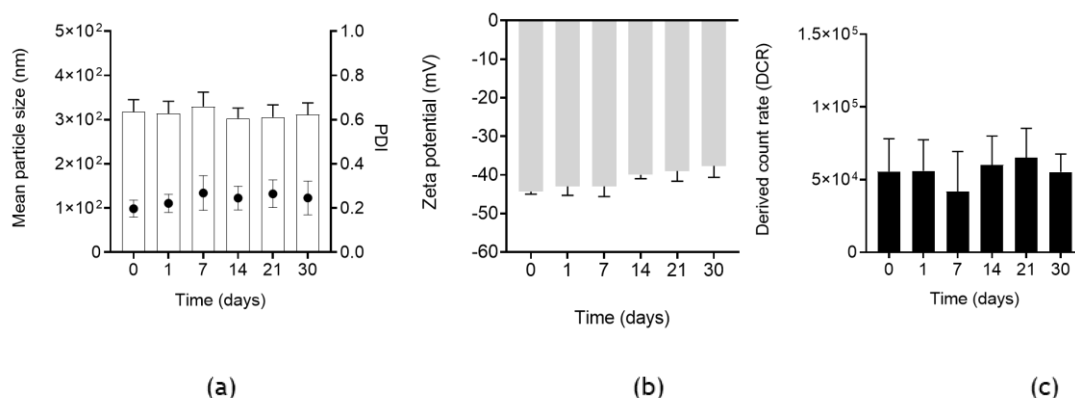 Mean particle size (nm)
5×10²
4×10²
3×10²
2×10²
1×10²
0
1.0
0.8
0.6
0.4
0.2
0.0
PDI
0 1 7 14 21 30
Time (days)
(a)
Zeta potential (mV)
0
-10
-20
-30
-40
-50
-60
0 1 7 14 21 30
Time (days)
(b)
Derived count rate (DCR)
1.5×10⁵
1×10⁵
5×10⁴
0
0 1 7 14 21 30
Time (days)
(c)